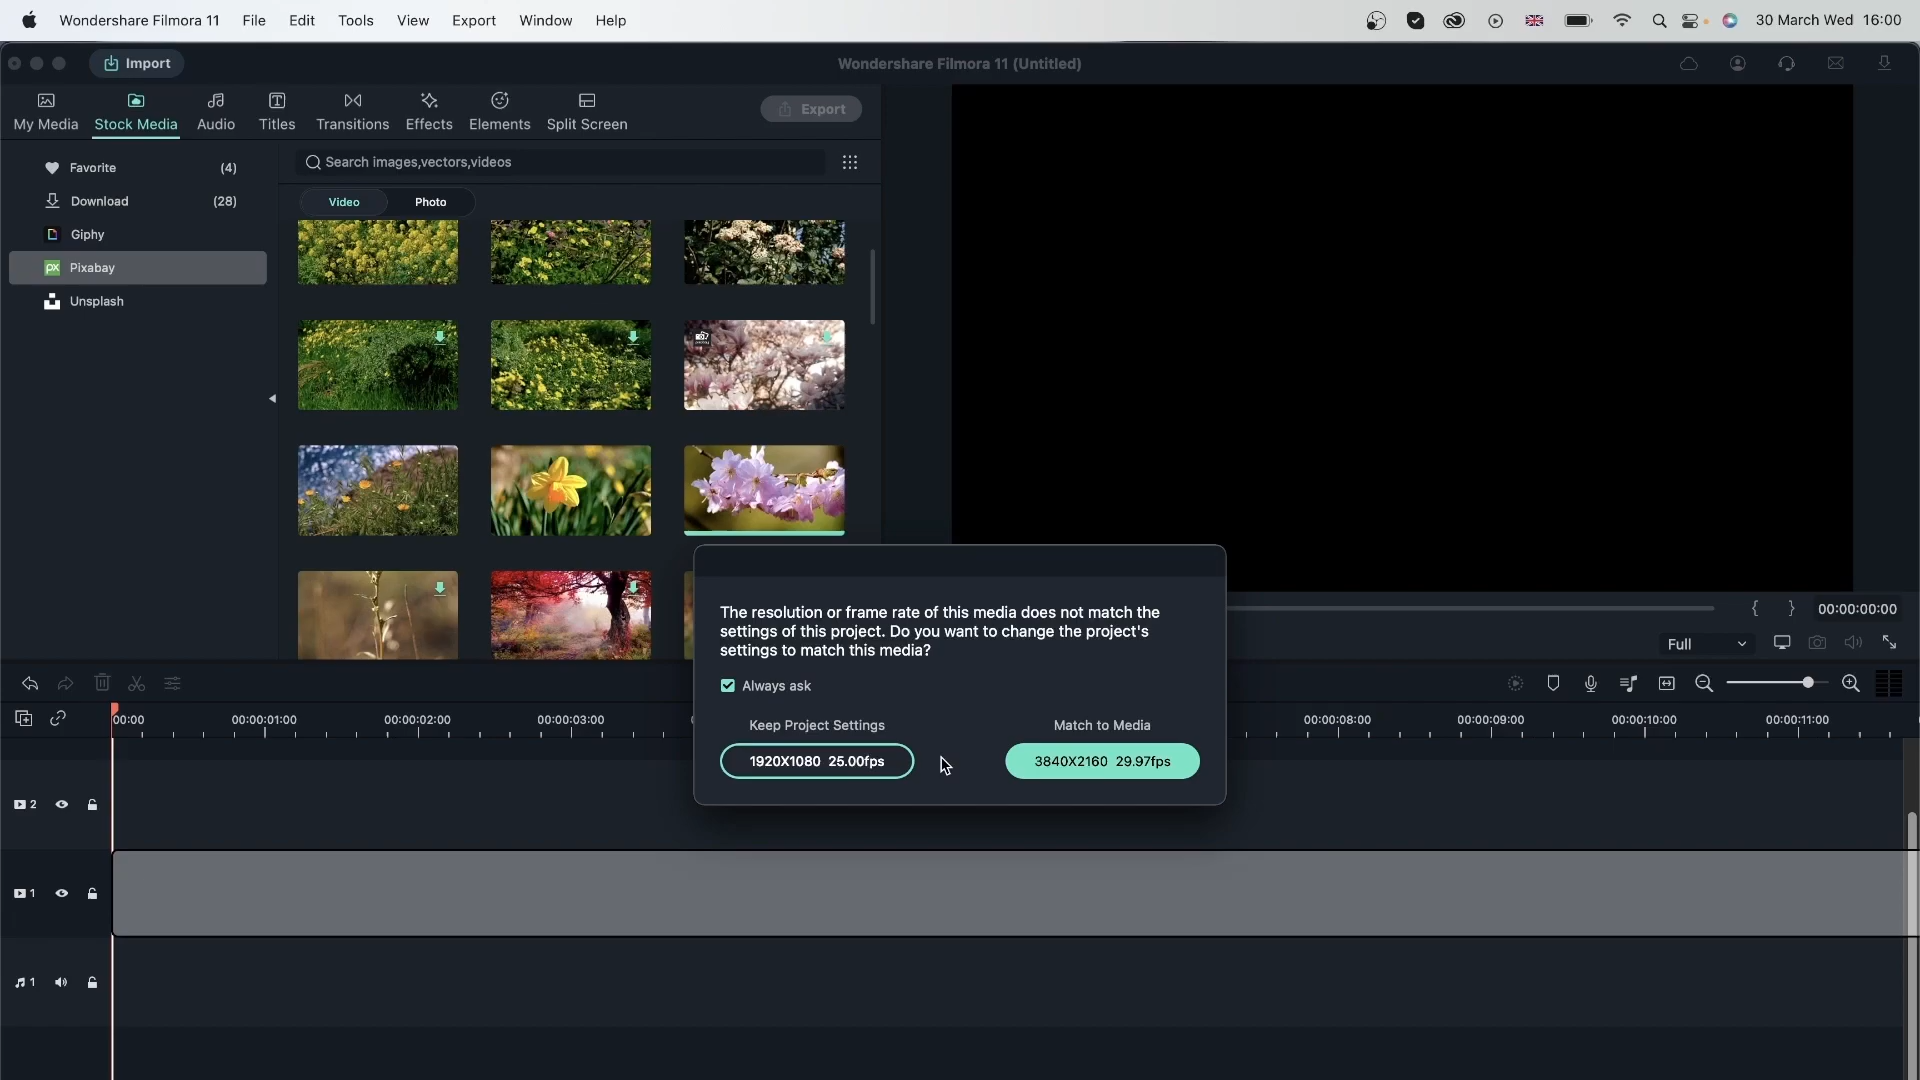 Wondershare Filmora 11 File Edit Tools View Export Window Help 30 March Wed 16:00
Import Wondershare Filmora 11 (Untitled)
My Media Stock Media Audio Titles Transitions Effects Elements Split Screen Export
Favorite (4)
Download (28)
Giphy
Pixabay
Unsplash
Search images,vectors,videos
Video Photo
{ } 00:00:00:00
Full
The resolution or frame rate of this media does not match the
settings of this project. Do you want to change the project's
settings to match this media?
Always ask
Keep Project Settings Match to Media
1920X1080 25.00fps 3840X2160 29.97fps
00:00 00:00:01:00 00:00:02:00 00:00:03:00 00:00:08:00 00:00:09:00 00:00:10:00 00:00:11:00
2
1
1